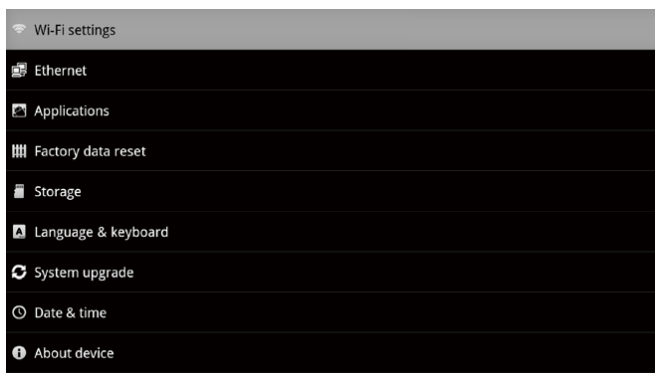 Wi-Fi settings
Ethernet
Applications
Factory data reset
Storage
Language & keyboard
System upgrade
Date & time
About device